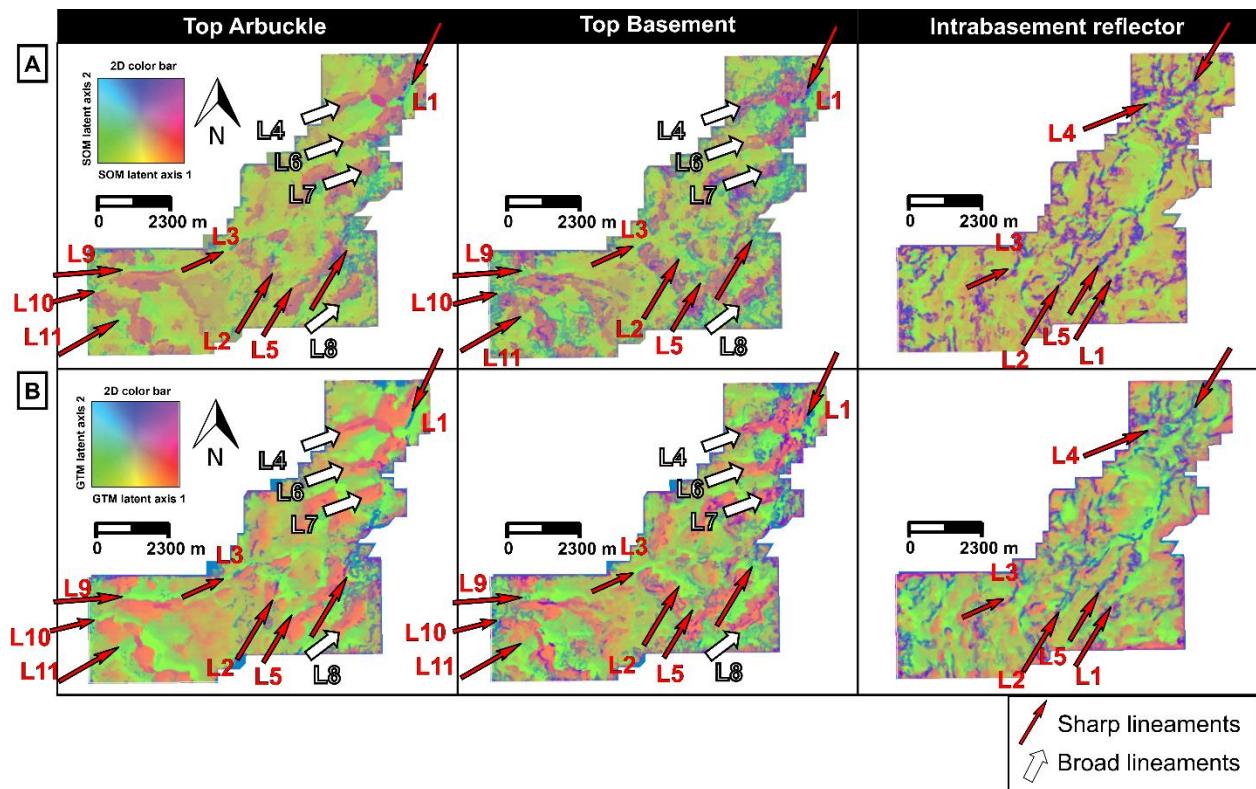 Top Arbuckle
Top Basement
Intrabasement reflector
A
2D color bar
SOM latent axis 2
SOM latent axis 1
N
0 2300 m
L1
L4
L6
L7
L3
L9
L10
L11
L2
L5
L8
L1
L4
L6
L7
0 2300 m
L3
L9
L10
L11
L2
L5
L8
L4
0 2300 m
L3
L5
L2
L1
B
2D color bar
GTM latent axis 2
GTM latent axis 1
N
0 2300 m
L1
L4
L6
L7
L3
L9
L10
L11
L2
L5
L8
L1
L4
L6
L7
0 2300 m
L3
L9
L10
L11
L2
L5
L8
L4
0 2300 m
L3
L5
L2
L1
Sharp lineaments
Broad lineaments